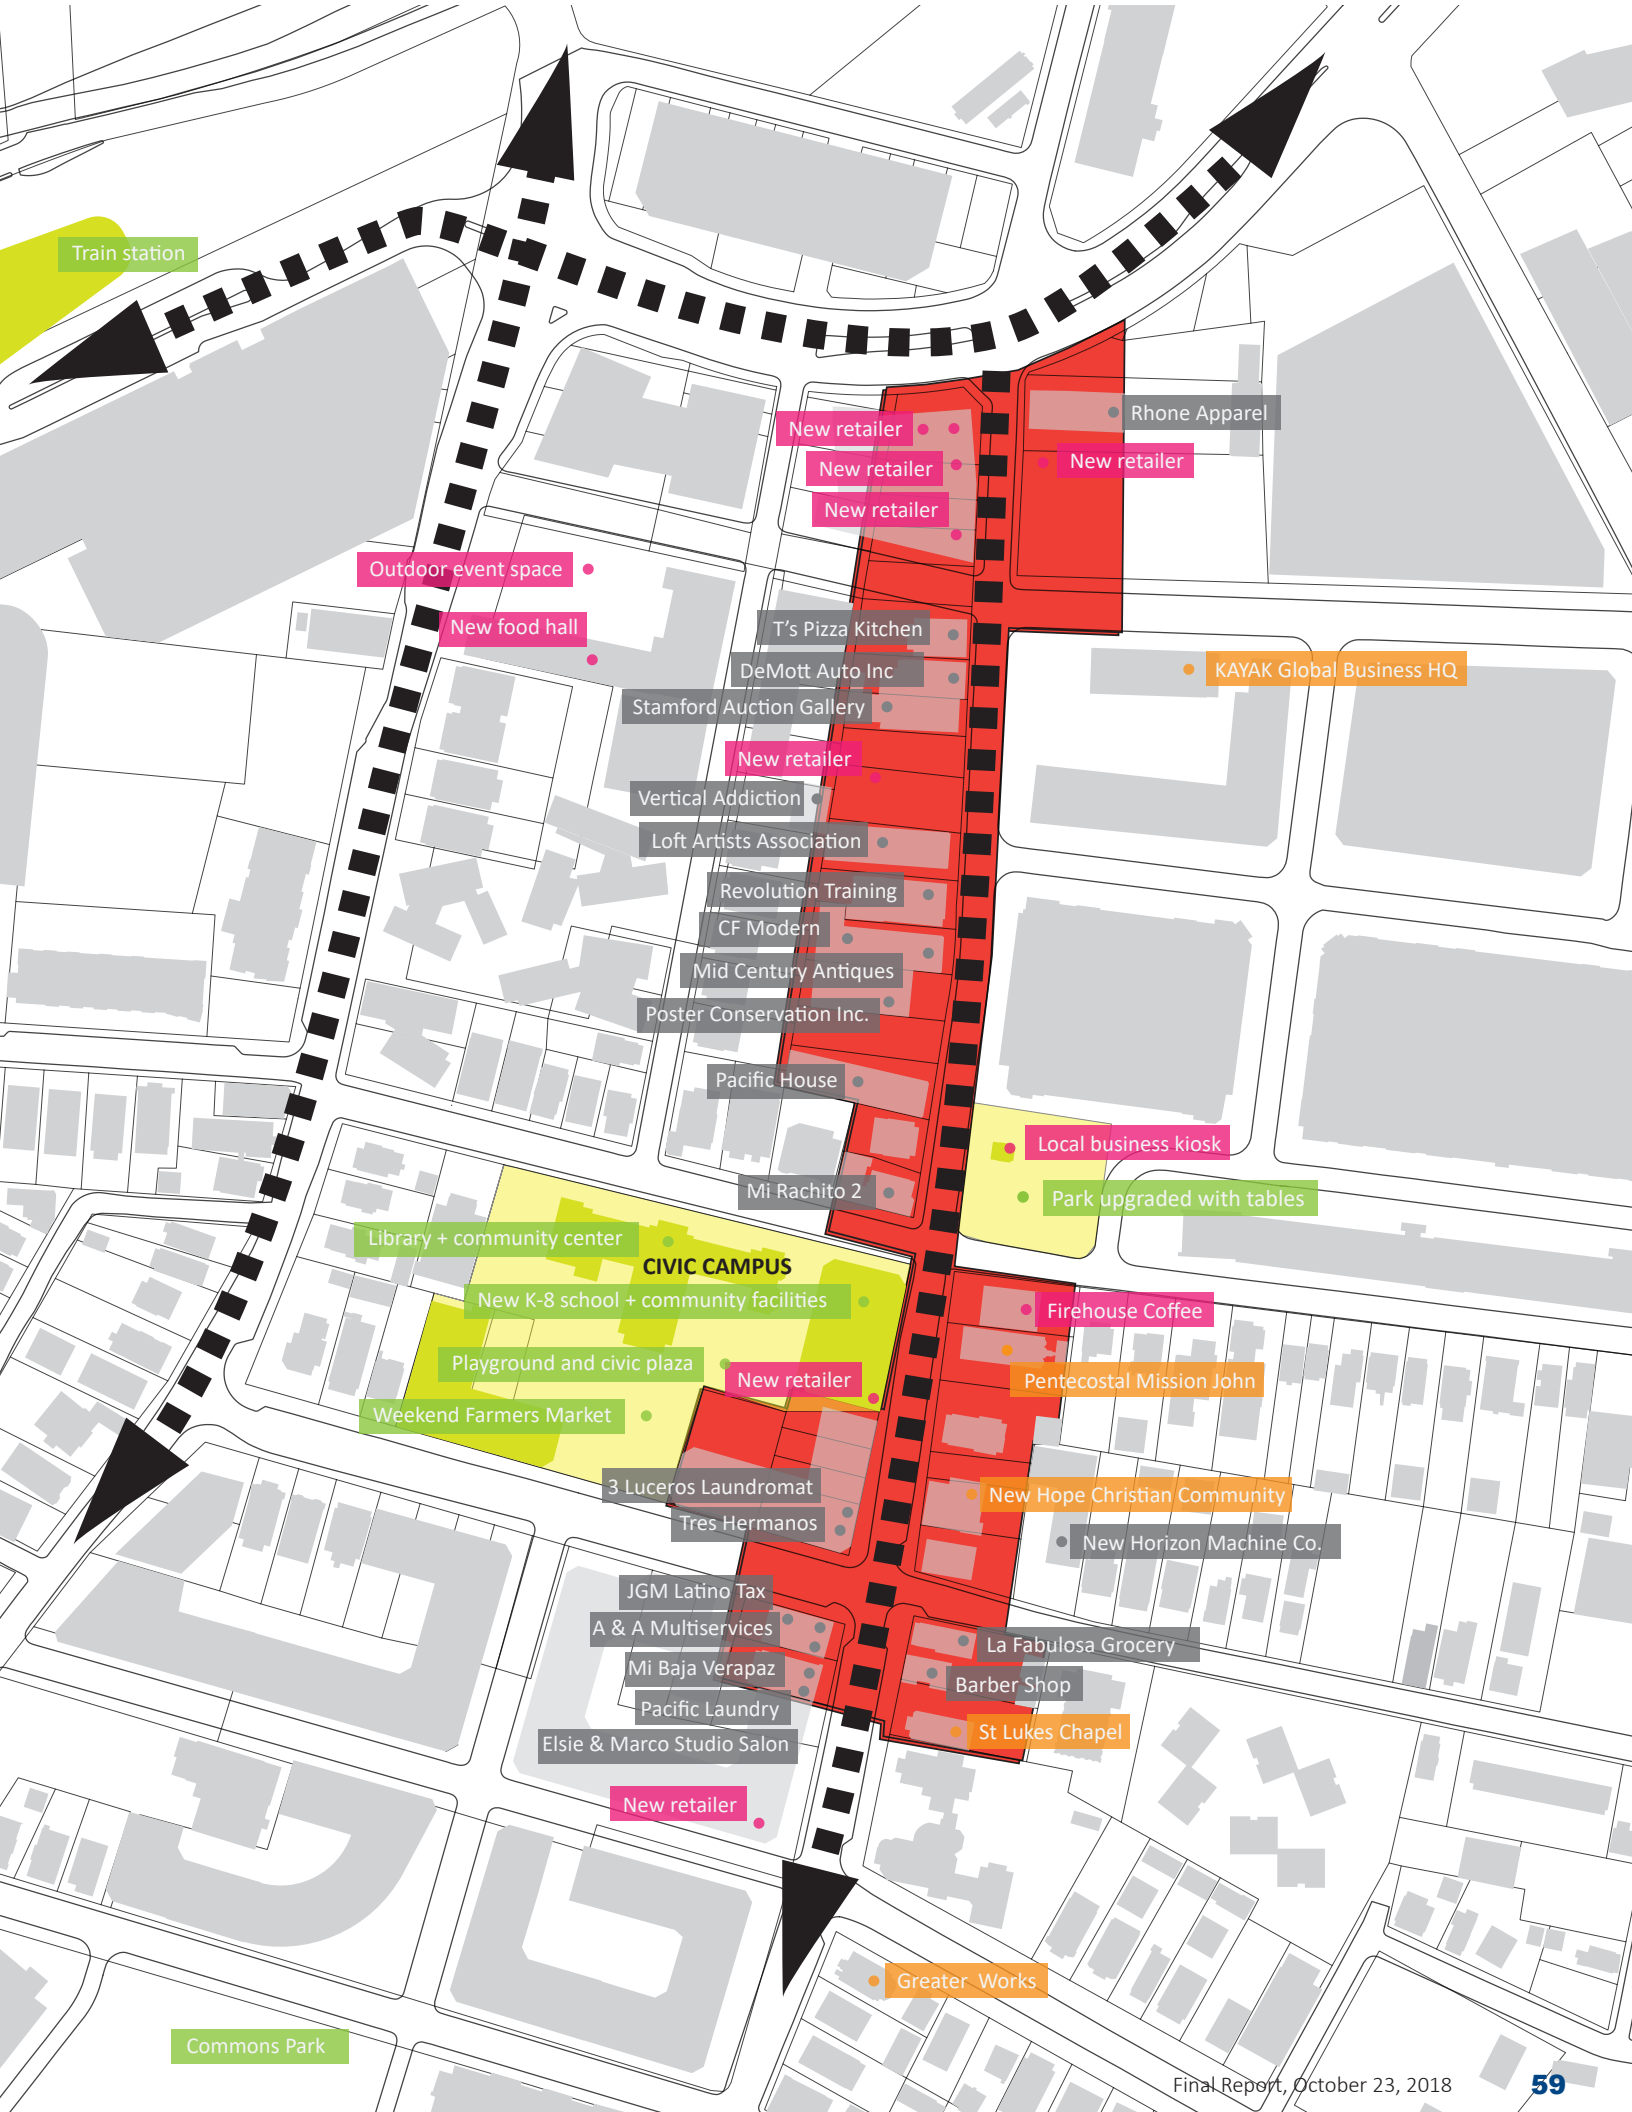 Train station
Rhone Apparel
New retailer
New retailer
New retailer
New retailer
Outdoor event space
New food hall
T's Pizza Kitchen
DeMott Auto Inc
KAYAK Global Business HQ
Stamford Auction Gallery
New retailer
Vertical Addiction
Loft Artists Association
Revolution Training
CF Modern
Mid Century Antiques
Poster Conservation Inc.
Pacific House
Local business kiosk
Mi Rachito 2
Park upgraded with tables
Library + community center
CIVIC CAMPUS
New K-8 school + community facilities
Firehouse Coffee
Playground and civic plaza
New retailer
Pentecostal Mission John
Weekend Farmers Market
3 Luceros Laundromat
New Hope Christian Community
Tres Hermanos
New Horizon Machine Co.
JGM Latino Tax
A & A Multiservices
La Fabulosa Grocery
Mi Baja Verapaz
Barber Shop
Pacific Laundry
St Lukes Chapel
Elsie & Marco Studio Salon
New retailer
Greater Works
Commons Park
Final Report, October 23, 2018 59